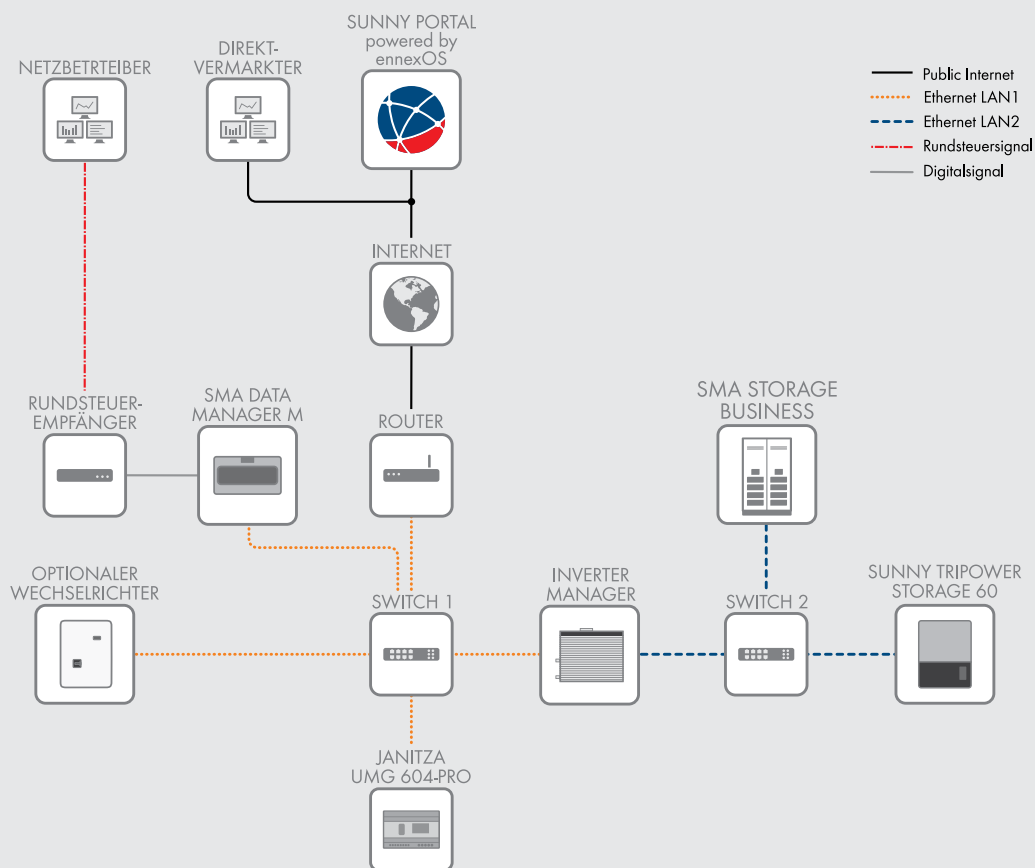 SUNNY PORTAL
powered by
ennexOS
DIREKT-
VERMARKTER
NETZBETRTEIBER
Public Internet
Ethernet LAN1
Ethernet LAN2
Rundsteuersignal
Digitalsignal
INTERNET
RUNDSTEUER-
EMPFÄNGER
SMA DATA
MANAGER M
ROUTER
SMA STORAGE
BUSINESS
OPTIONALER
WECHSELRICHTER
SWITCH 1
INVERTER
MANAGER
SWITCH 2
SUNNY TRIPOWER
STORAGE 60
JANITZA
UMG 604-PRO